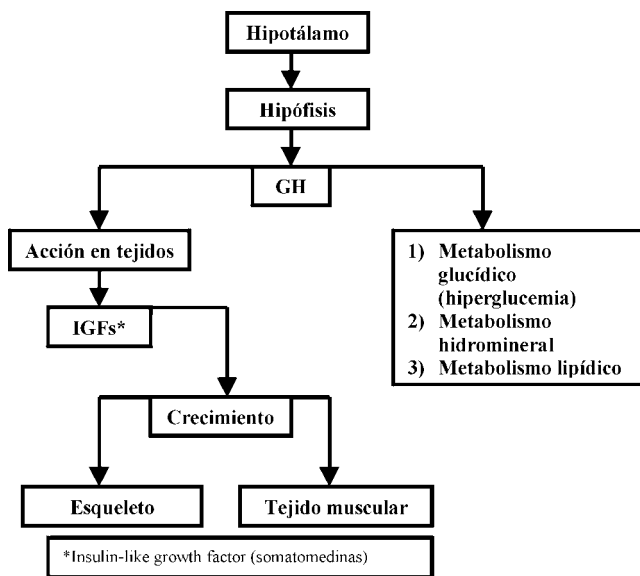 Hipotálamo
Hipófisis
GH
Acción en tejidos
IGFs*
1) Metabolismo
glucídico
(hiperglucemia)
2) Metabolismo
hidromineral
3) Metabolismo lipídico
Crecimiento
Esqueleto
Tejido muscular
*Insulin-like growth factor (somatomedinas)